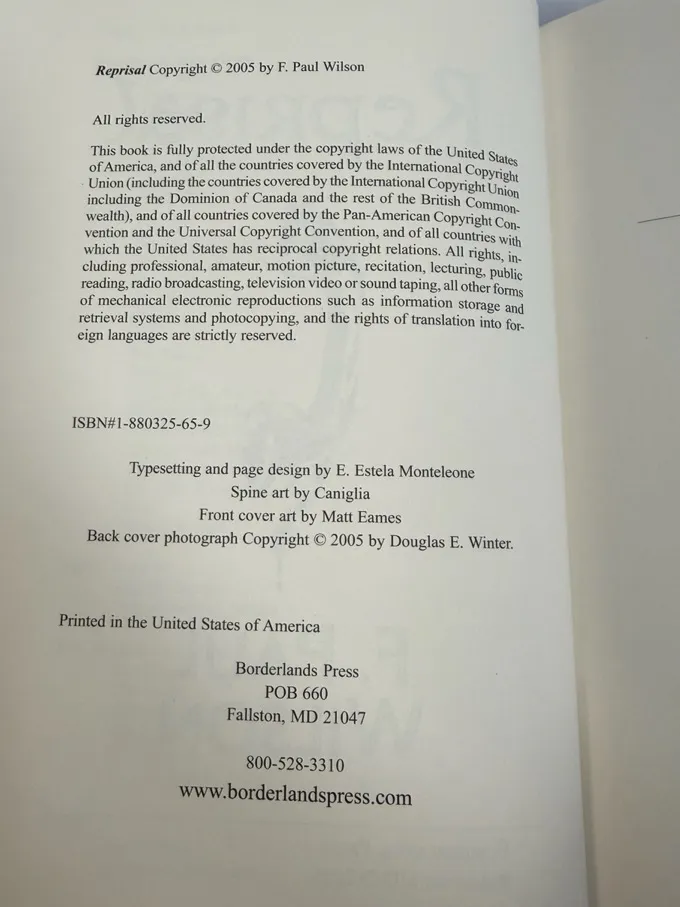 Reprisal Copyright © 2005 by F. Paul Wilson
All rights reserved.
This book is fully protected under the copyright laws of the United States
of America, and of all the countries covered by the International Copyright
Union (including the countries covered by the International Copyright Union
including the Dominion of Canada and the rest of the British Common-
wealth), and of all countries covered by the Pan-American Copyright Con-
vention and the Universal Copyright Convention, and of all countries with
which the United States has reciprocal copyright relations. All rights, in-
cluding professional, amateur, motion picture, recitation, lecturing, public
reading, radio broadcasting, television video or sound taping, all other forms
of mechanical electronic reproductions such as information storage and
retrieval systems and photocopying, and the rights of translation into for-
eign languages are strictly reserved.
ISBN#1-880325-65-9
Typesetting and page design by E. Estela Monteleone
Spine art by Caniglia
Front cover art by Matt Eames
Back cover photograph Copyright © 2005 by Douglas E. Winter.
Printed in the United States of America
Borderlands Press
POB 660
Fallston, MD 21047
800-528-3310
www.borderlandspress.com